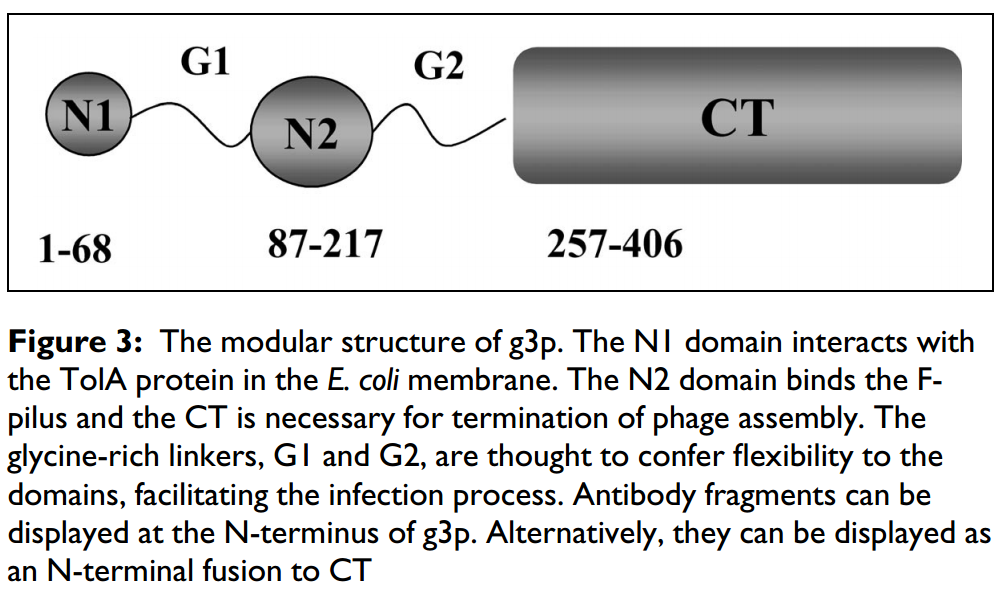 G1
G2
N1
N2
CT
1-68
87-217
257-406
Figure 3: The modular structure of g3p. The N1 domain interacts with
the TolA protein in the E. coli membrane. The N2 domain binds the F-
pilus and the CT is necessary for termination of phage assembly. The
glycine-rich linkers, G1 and G2, are thought to confer flexibility to the
domains, facilitating the infection process. Antibody fragments can be
displayed at the N-terminus of g3p. Alternatively, they can be displayed as
an N-terminal fusion to CT